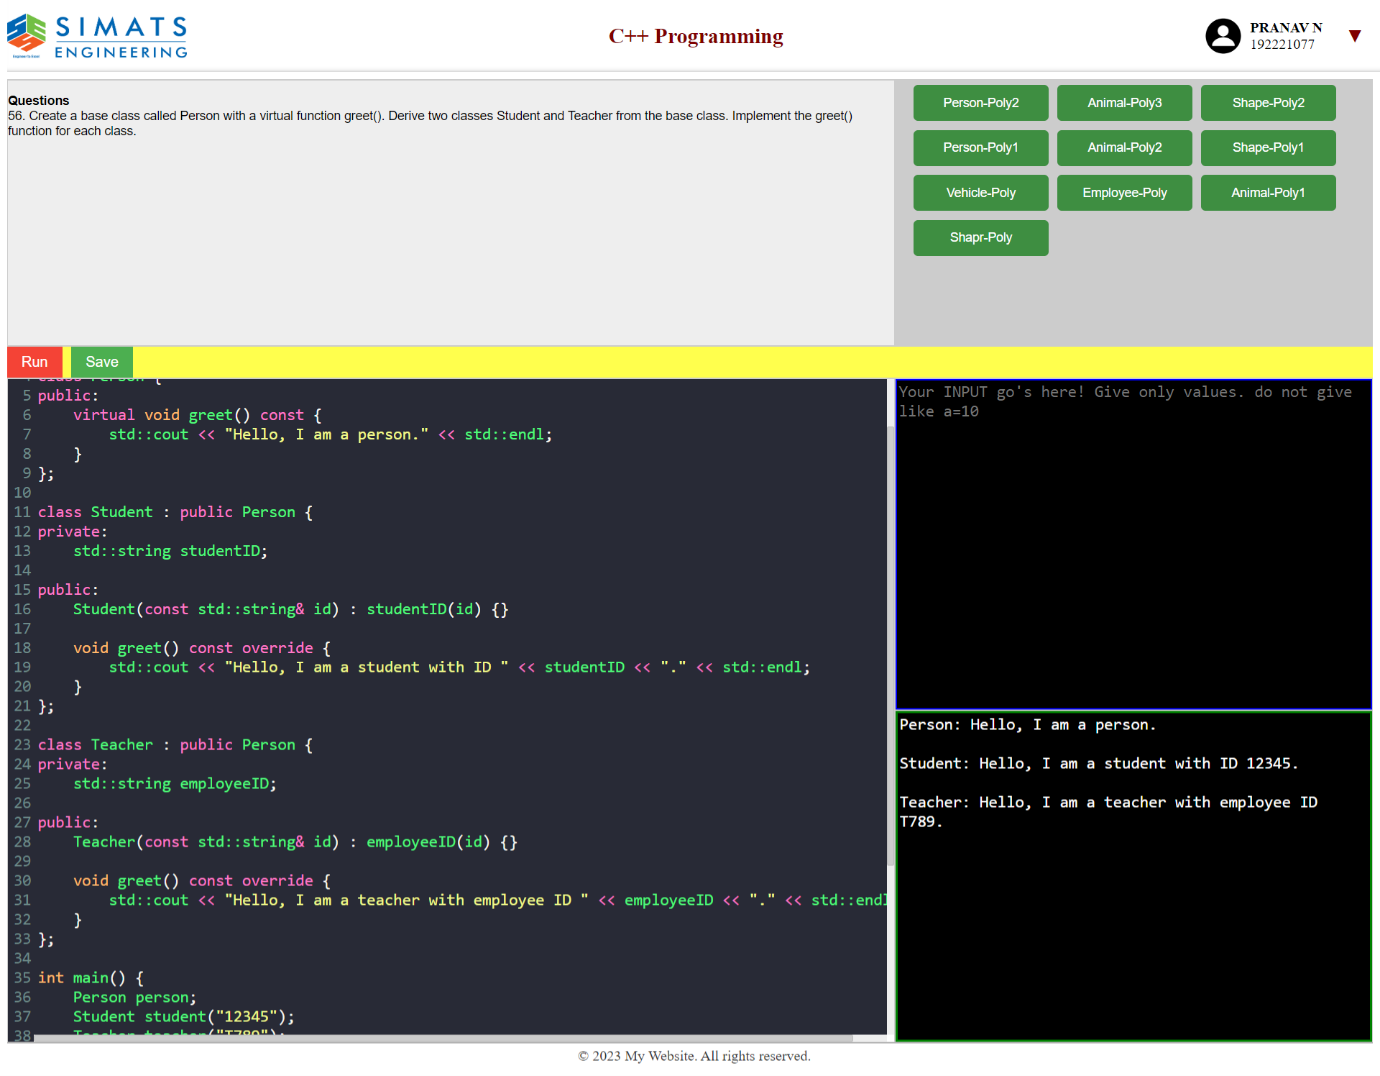 SIMATS
ENGINEERING
C++ Programming
PRANAV N
192221077
Questions
56. Create a base class called Person with a virtual function greet(). Derive two classes Student and Teacher from the base class. Implement the greet()
function for each class.
Person-Poly2
Animal-Poly3
Shape-Poly2
Person-Poly1
Animal-Poly2
Shape-Poly1
Vehicle-Poly
Employee-Poly
Animal-Poly1
Shapr-Poly
Run
Save
5 public:
6     virtual void greet() const {
7         std::cout << "Hello, I am a person." << std::endl;
8     }
9 };
10
11 class Student : public Person {
12 private:
13     std::string studentID;
14
15 public:
16     Student(const std::string& id) : studentID(id) {}
17
18     void greet() const override {
19         std::cout << "Hello, I am a student with ID " << studentID << "." << std::endl;
20     }
21 };
22
23 class Teacher : public Person {
24 private:
25     std::string employeeID;
26
27 public:
28     Teacher(const std::string& id) : employeeID(id) {}
29
30     void greet() const override {
31         std::cout << "Hello, I am a teacher with employee ID " << employeeID << "." << std::endl
32     }
33 };
34
35 int main() {
36     Person person;
37     Student student("12345");
38     Teacher teacher("T789");
Your INPUT go's here! Give only values. do not give
like a=10
Person: Hello, I am a person.
Student: Hello, I am a student with ID 12345.
Teacher: Hello, I am a teacher with employee ID
T789.
© 2023 My Website. All rights reserved.